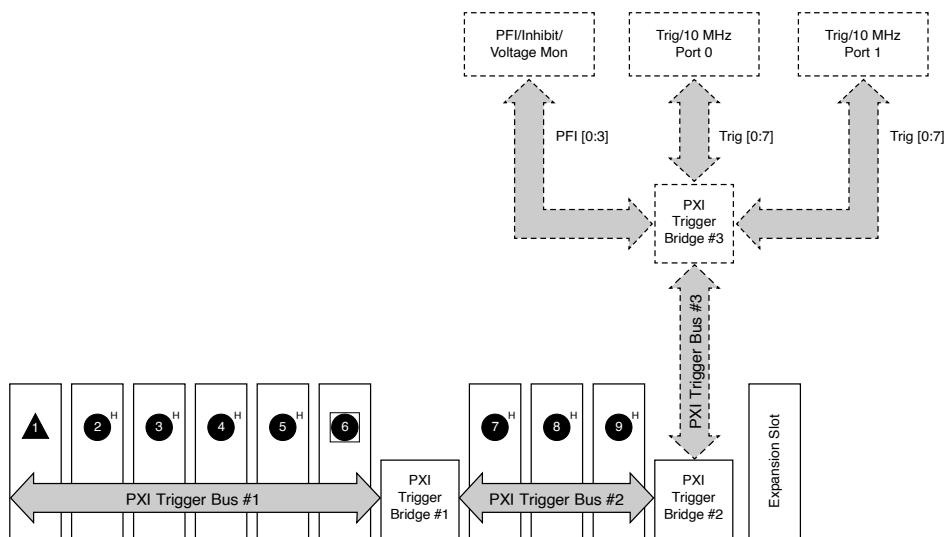 PFI/Inhibit/
Voltage Mon
Trig/10 MHz
Port 0
Trig/10 MHz
Port 1
PFI [0:3]
Trig [0:7]
Trig [0:7]
PXI
Trigger
Bridge #3
PXI Trigger Bus #3
1
2 H
3 H
4 H
5 H
6
7 H
8 H
9 H
PXI Trigger Bus #1
PXI
Trigger
Bridge #1
PXI Trigger Bus #2
PXI
Trigger
Bridge #2
Expansion Slot